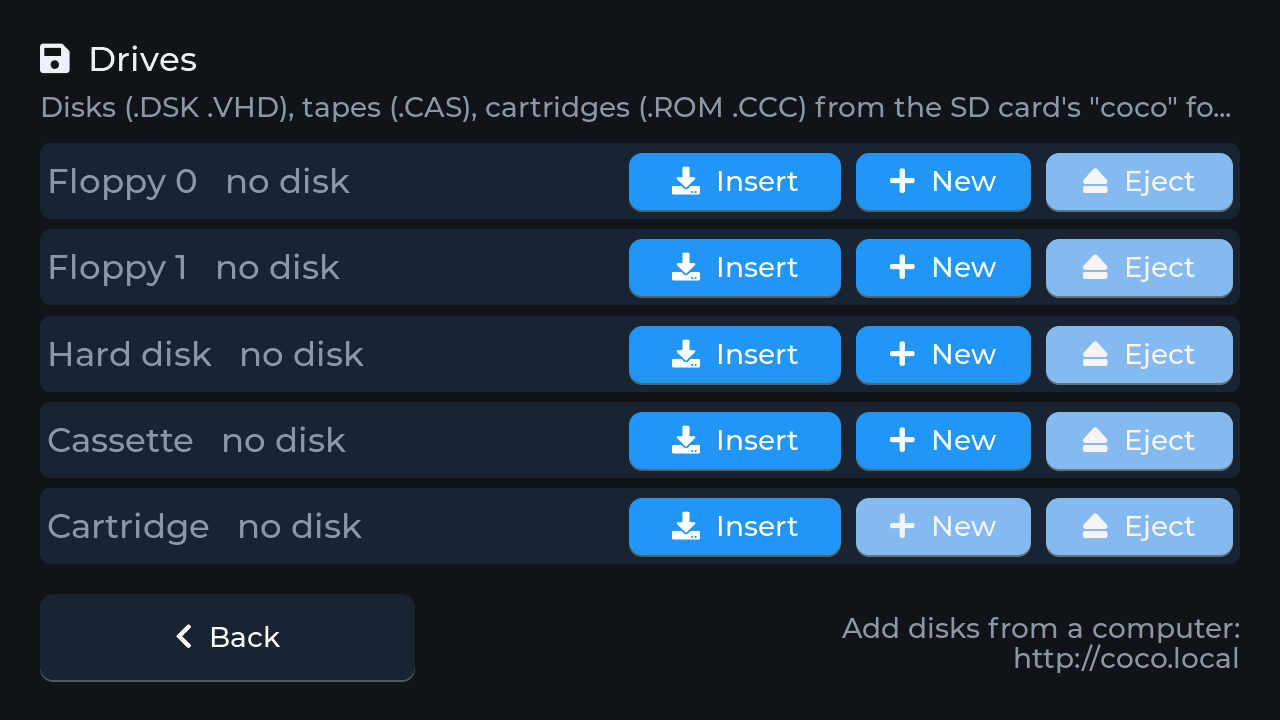 Drives
Disks (.DSK .VHD), tapes (.CAS), cartridges (.ROM .CCC) from the SD card's "coco" fo...
Floppy 0 no disk Insert New Eject
Floppy 1 no disk Insert New Eject
Hard disk no disk Insert New Eject
Cassette no disk Insert New Eject
Cartridge no disk Insert New Eject
Back
Add disks from a computer:
http://coco.local